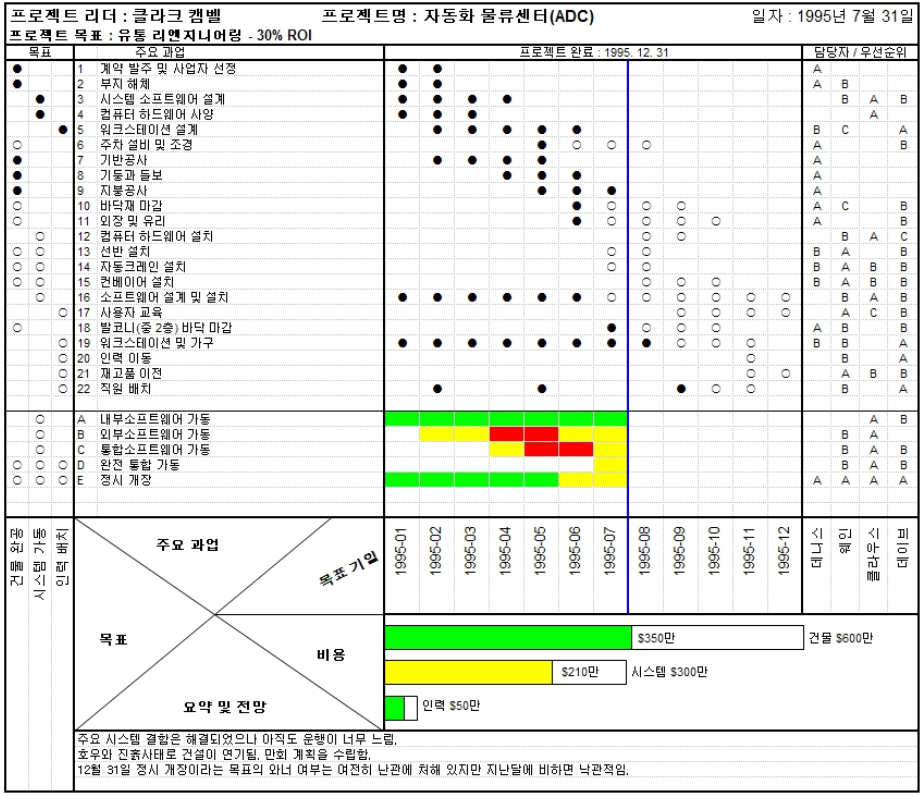 프로젝트 리더 : 클라크 캠벨 프로젝트명 : 자동화 물류센터(ADC) 일자 : 1995년 7월 31일
프로젝트 목표 : 유통 리엔지니어링 - 30% ROI
목표 주요 과업 프로젝트 완료 : 1995. 12. 31 담당자 / 우선순위
1 계약 발주 및 사업자 선정 A
2 부지 해체 A B
3 시스템 소프트웨어 설계 B A B
4 컴퓨터 하드웨어 사양 A
5 워크스테이션 설계 B C A
6 주차 설비 및 조경 A B
7 기반공사 A
8 기둥과 들보 A
9 지붕공사 A
10 바닥재 마감 A C B
11 외장 및 유리 A B
12 컴퓨터 하드웨어 설치 B A C
13 선반 설치 B A B
14 자동크레인 설치 B A B B
15 컨베이어 설치 B A B B
16 소프트웨어 설계 및 설치 B A B
17 사용자 교육 A C B
18 발코니(중 2층) 바닥 마감 A B B
19 워크스테이션 및 가구 B B A
20 인력 이동 B A
21 재고품 이전 A B B
22 직원 배치 B A
A 내부소프트웨어 가동 A B
B 외부소프트웨어 가동 B A
C 통합소프트웨어 가동 B A B
D 완전 통합 가동 B A B
E 정시 개장 A A A A
건물 완공
시스템 가동
인력 배치
주요 과업
목표 기일
목표
비용
요약 및 전망
1995-01
1995-02
1995-03
1995-04
1995-05
1995-06
1995-07
1995-08
1995-09
1995-10
1995-11
1995-12
데니스
웨인
클라우스
데이브
$350만 건물 $600만
$210만 시스템 $300만
인력 $50만
주요 시스템 결함은 해결되었으나 아직도 운행이 너무 느림.
호우와 진흙사태로 건설이 연기됨. 만회 계획을 수립함.
12월 31일 정시 개장이라는 목표의 와너 여부는 여전히 난관에 처해 있지만 지난달에 비하면 낙관적임.